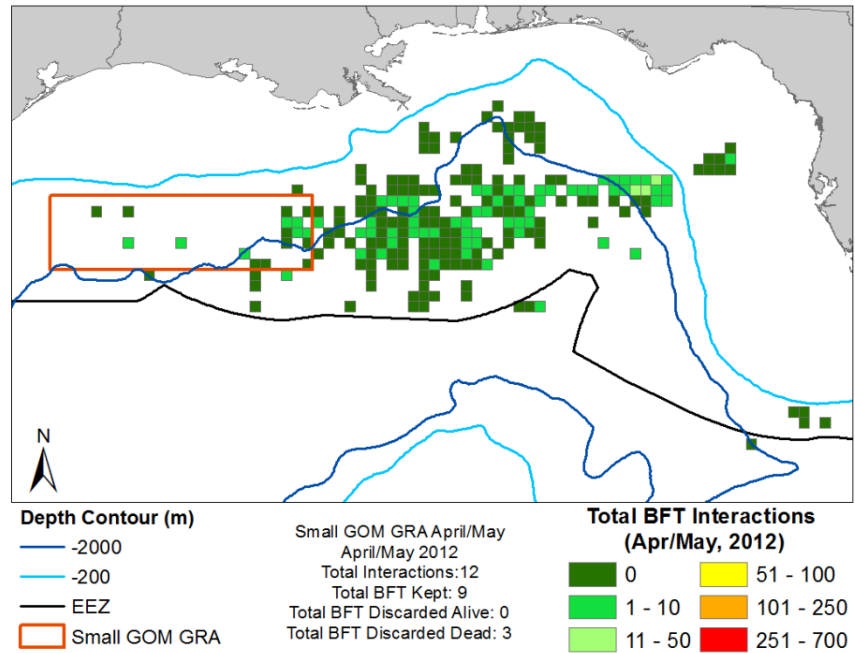 N
Depth Contour (m)
-2000
-200
EEZ
Small GOM GRA
Small GOM GRA April/May
April/May 2012
Total Interactions:12
Total BFT Kept: 9
Total BFT Discarded Alive: 0
Total BFT Discarded Dead: 3
Total BFT Interactions
(Apr/May, 2012)
0
1 - 10
11 - 50
51 - 100
101 - 250
251 - 700